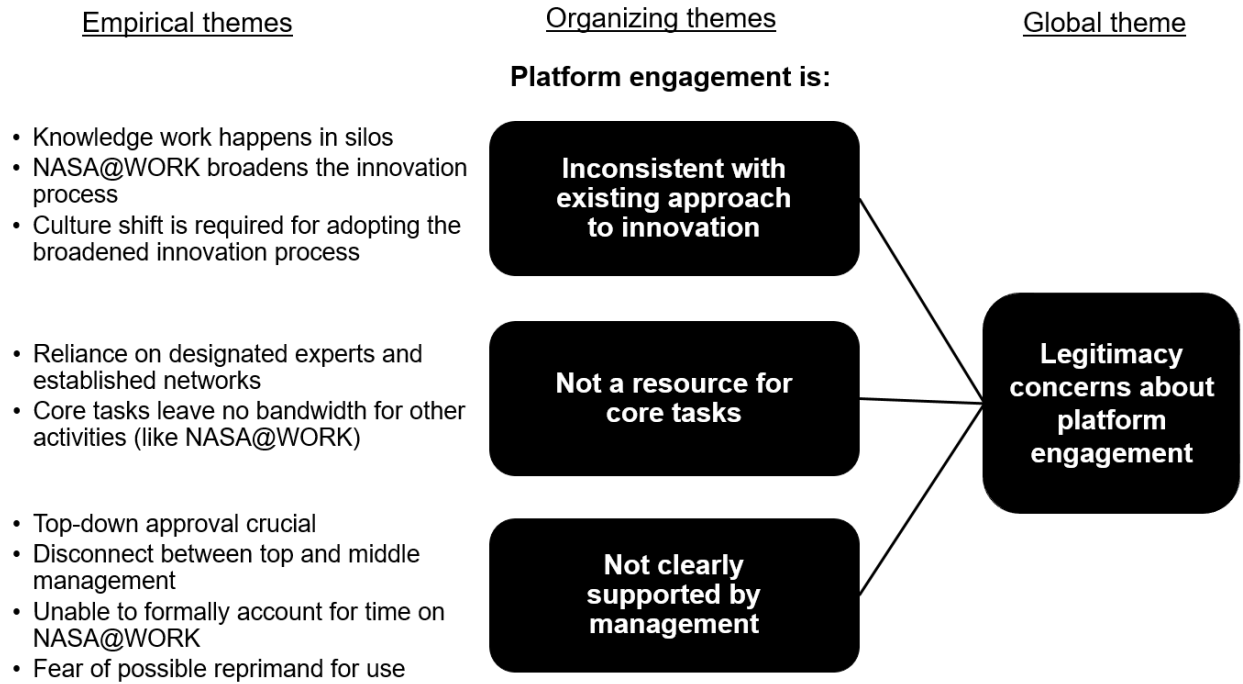 Empirical themes
Organizing themes
Global theme
Platform engagement is:
• Knowledge work happens in silos
• NASA@WORK broadens the innovation
process
• Culture shift is required for adopting the
broadened innovation process
Inconsistent with
existing approach
to innovation
• Reliance on designated experts and
established networks
• Core tasks leave no bandwidth for other
activities (like NASA@WORK)
Not a resource for
core tasks
• Top-down approval crucial
• Disconnect between top and middle
management
• Unable to formally account for time on
NASA@WORK
• Fear of possible reprimand for use
Not clearly
supported by
management
Legitimacy
concerns about
platform
engagement